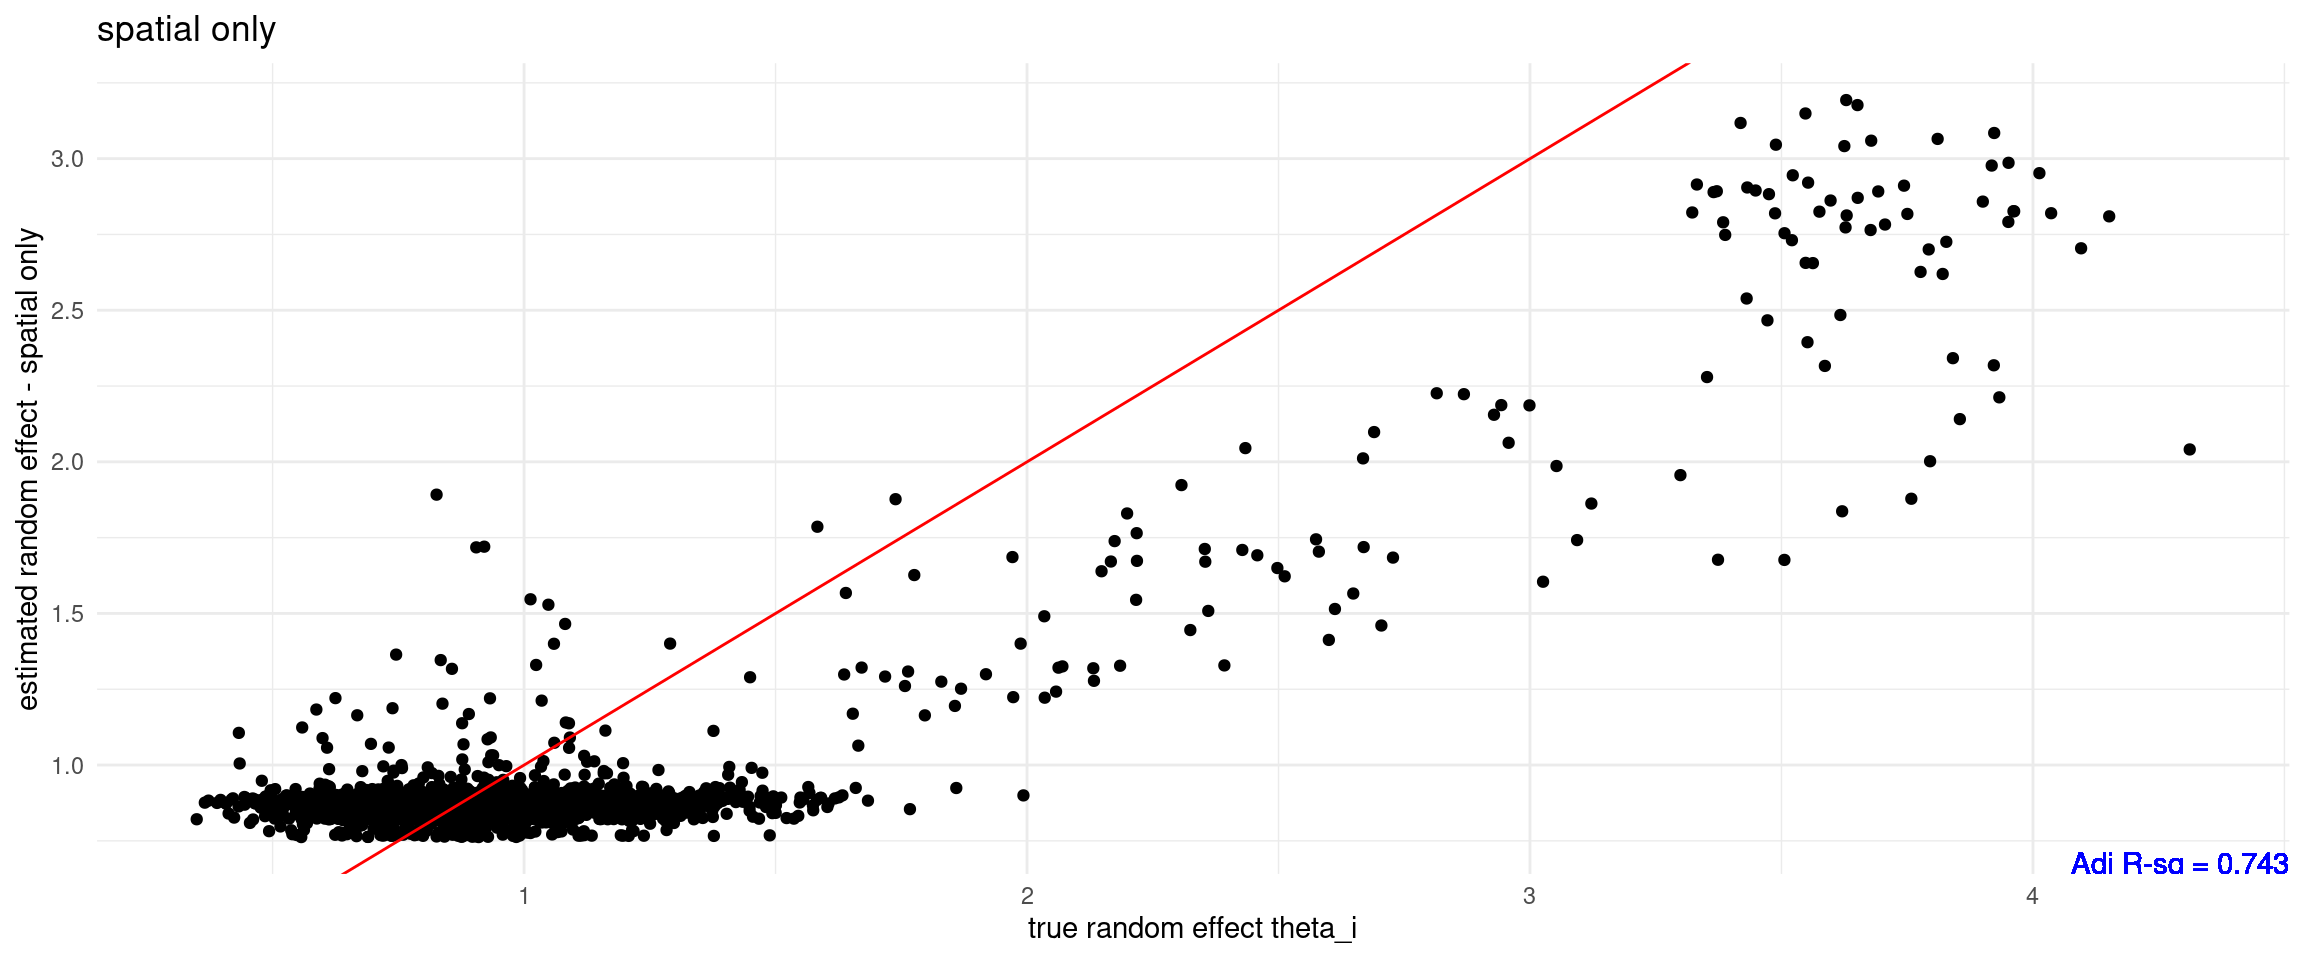 spatial only
estimated random effect - spatial only
3.0
2.5
2.0
1.5
1.0
1
2
3
4
true random effect theta_i
Adj R-sq = 0.743